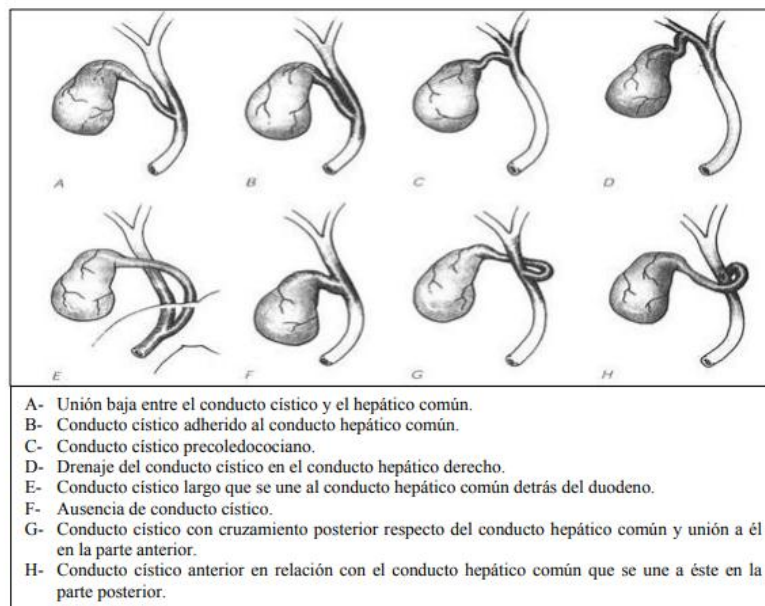 A
B
C
D
E
F
G
H
A- Unión baja entre el conducto cístico y el hepático común.
B- Conducto cístico adherido al conducto hepático común.
C- Conducto cístico precoledocociano.
D- Drenaje del conducto cístico en el conducto hepático derecho.
E- Conducto cístico largo que se une al conducto hepático común detrás del duodeno.
F- Ausencia de conducto cístico.
G- Conducto cístico con cruzamiento posterior respecto del conducto hepático común y unión a él
en la parte anterior.
H- Conducto cístico anterior en relación con el conducto hepático común que se une a éste en la
parte posterior.